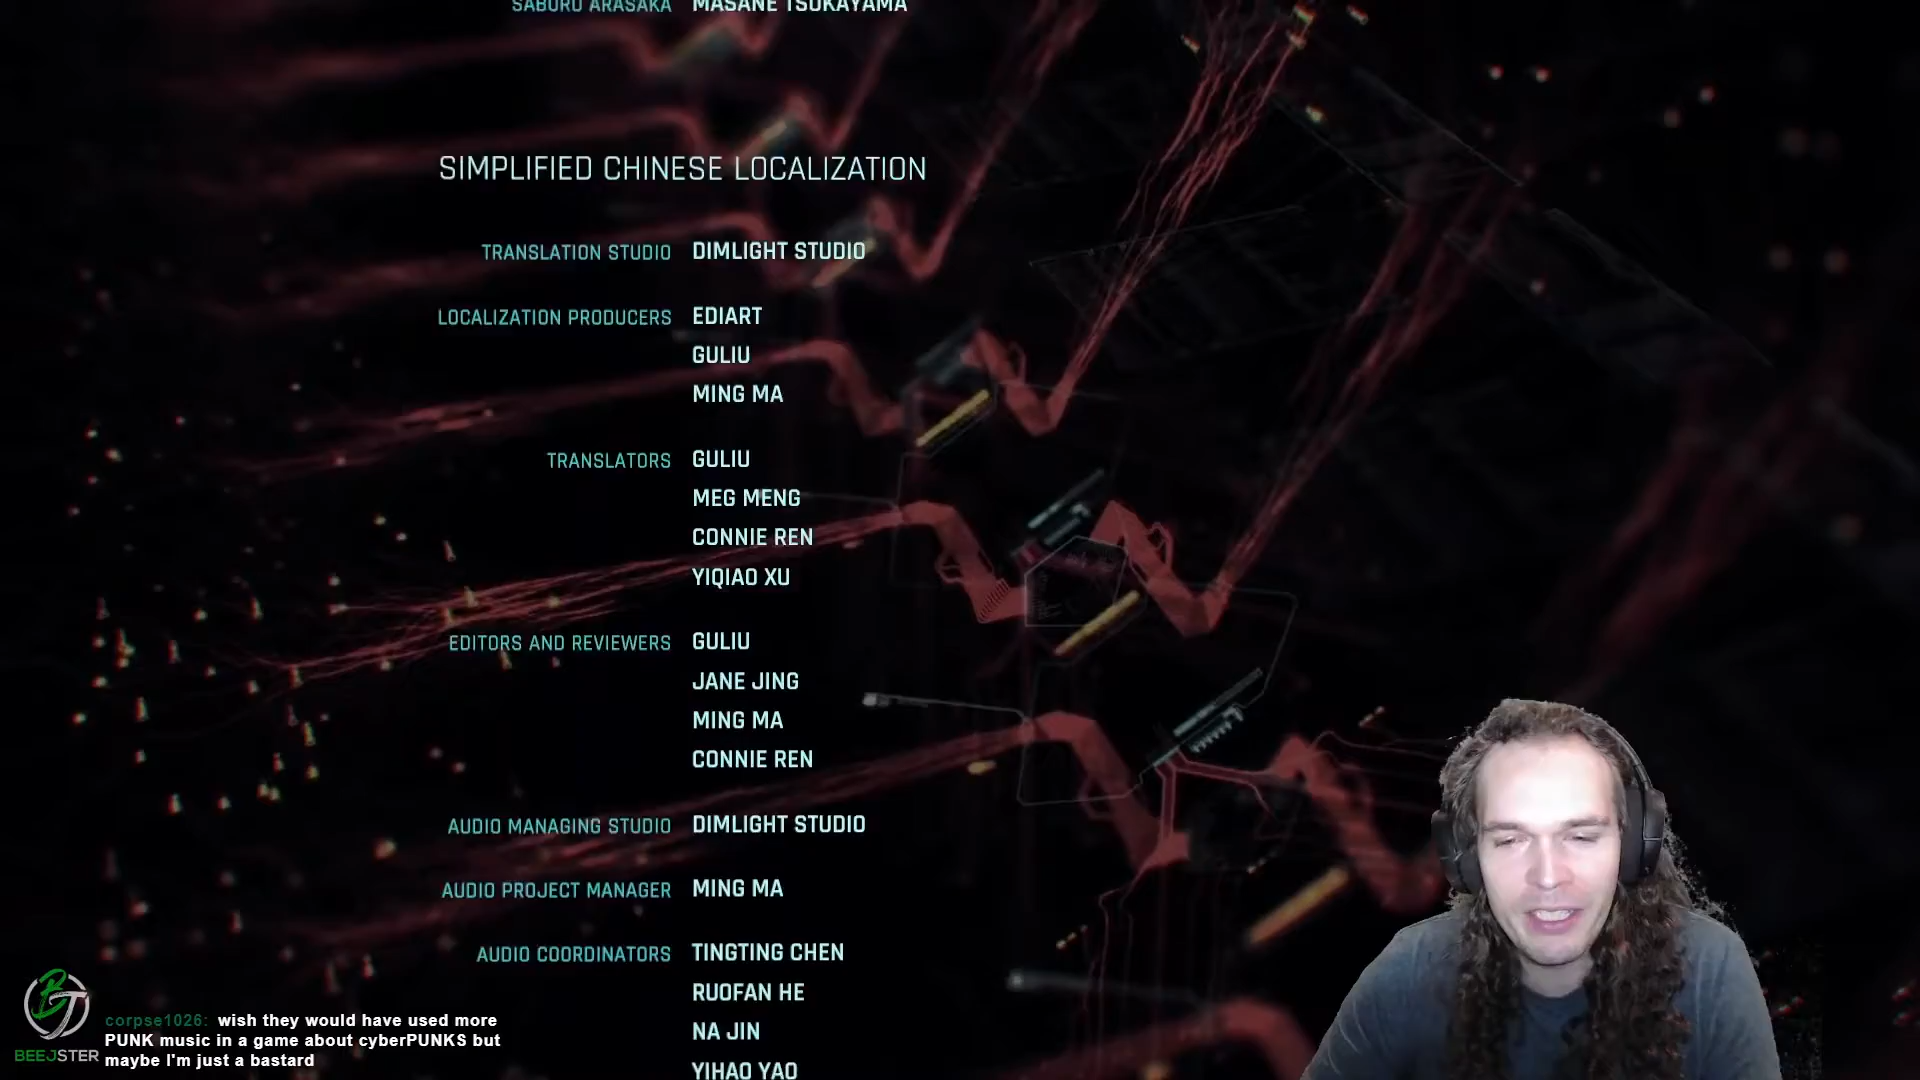 SABURO ARASAKA MASANE TSUKAYAMA
SIMPLIFIED CHINESE LOCALIZATION
TRANSLATION STUDIO DIMLIGHT STUDIO
LOCALIZATION PRODUCERS EDIART
GULIU
MING MA
TRANSLATORS GULIU
MEG MENG
CONNIE REN
YIQIAO XU
EDITORS AND REVIEWERS GULIU
JANE JING
MING MA
CONNIE REN
AUDIO MANAGING STUDIO DIMLIGHT STUDIO
AUDIO PROJECT MANAGER MING MA
AUDIO COORDINATORS TINGTING CHEN
RUOFAN HE
NA JIN
YIHAO YAO
BT
BEEJSTER
corpse1026: wish they would have used more
PUNK music in a game about cyberPUNKS but
maybe I'm just a bastard